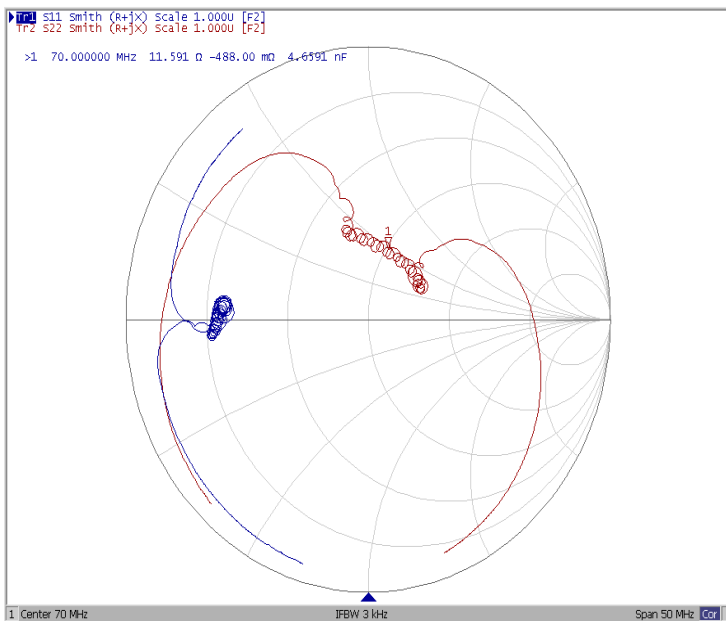 Tr1 S11 Smith (R+jX) Scale 1.000U [F2]
Tr2 S22 Smith (R+jX) Scale 1.000U [F2]
>1 70.000000 MHz 11.591 Ω -488.00 mΩ 4.6591 nF
1
1 Center 70 MHz IFBW 3 kHz Span 50 MHz Cor